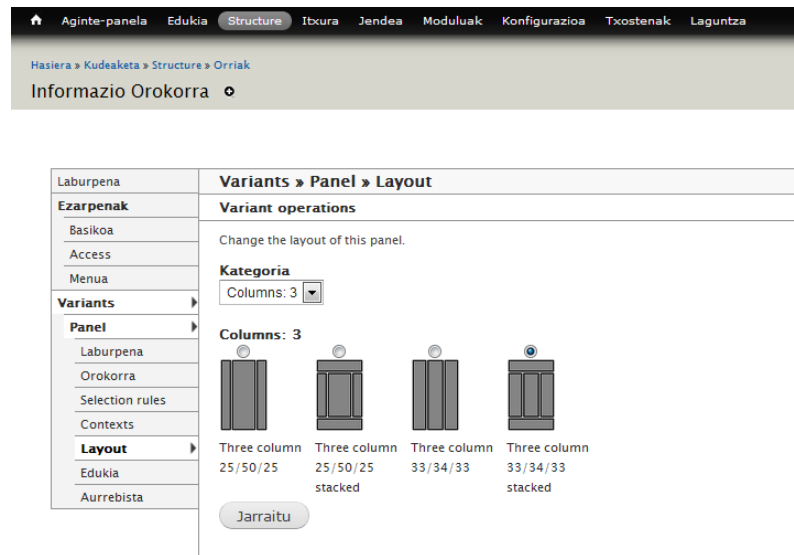 Aginte-panela Edukia Structure Itxura Jendea Moduluak Konfigurazioa Txostenak Laguntza
Hasiera » Kudeaketa » Structure » Orriak
Informazio Orokorra
Laburpena
Ezarpenak
Basikoa
Access
Menua
Variants
Panel
Laburpena
Orokorra
Selection rules
Contexts
Layout
Edukia
Aurrebista
Variants » Panel » Layout
Variant operations
Change the layout of this panel.
Kategoria
Columns: 3
Columns: 3
Three column
25/50/25
Three column
25/50/25
stacked
Three column
33/34/33
Three column
33/34/33
stacked
Jarraitu